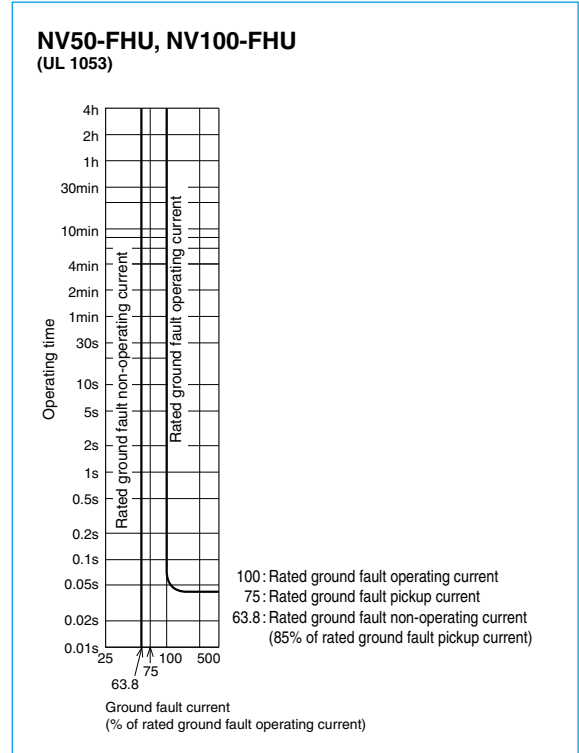 NV50-FHU, NV100-FHU
(UL 1053)
4h
2h
1h
30min
10min
4min
2min
1min
30s
10s
5s
2s
1s
0.5s
0.2s
0.1s
0.05s
0.02s
0.01s
Operating time
Rated ground fault non-operating current
Rated ground fault operating current
25 100 500
75
63.8
Ground fault current
(% of rated ground fault operating current)
100: Rated ground fault operating current
75: Rated ground fault pickup current
63.8: Rated ground fault non-operating current
(85% of rated ground fault pickup current)